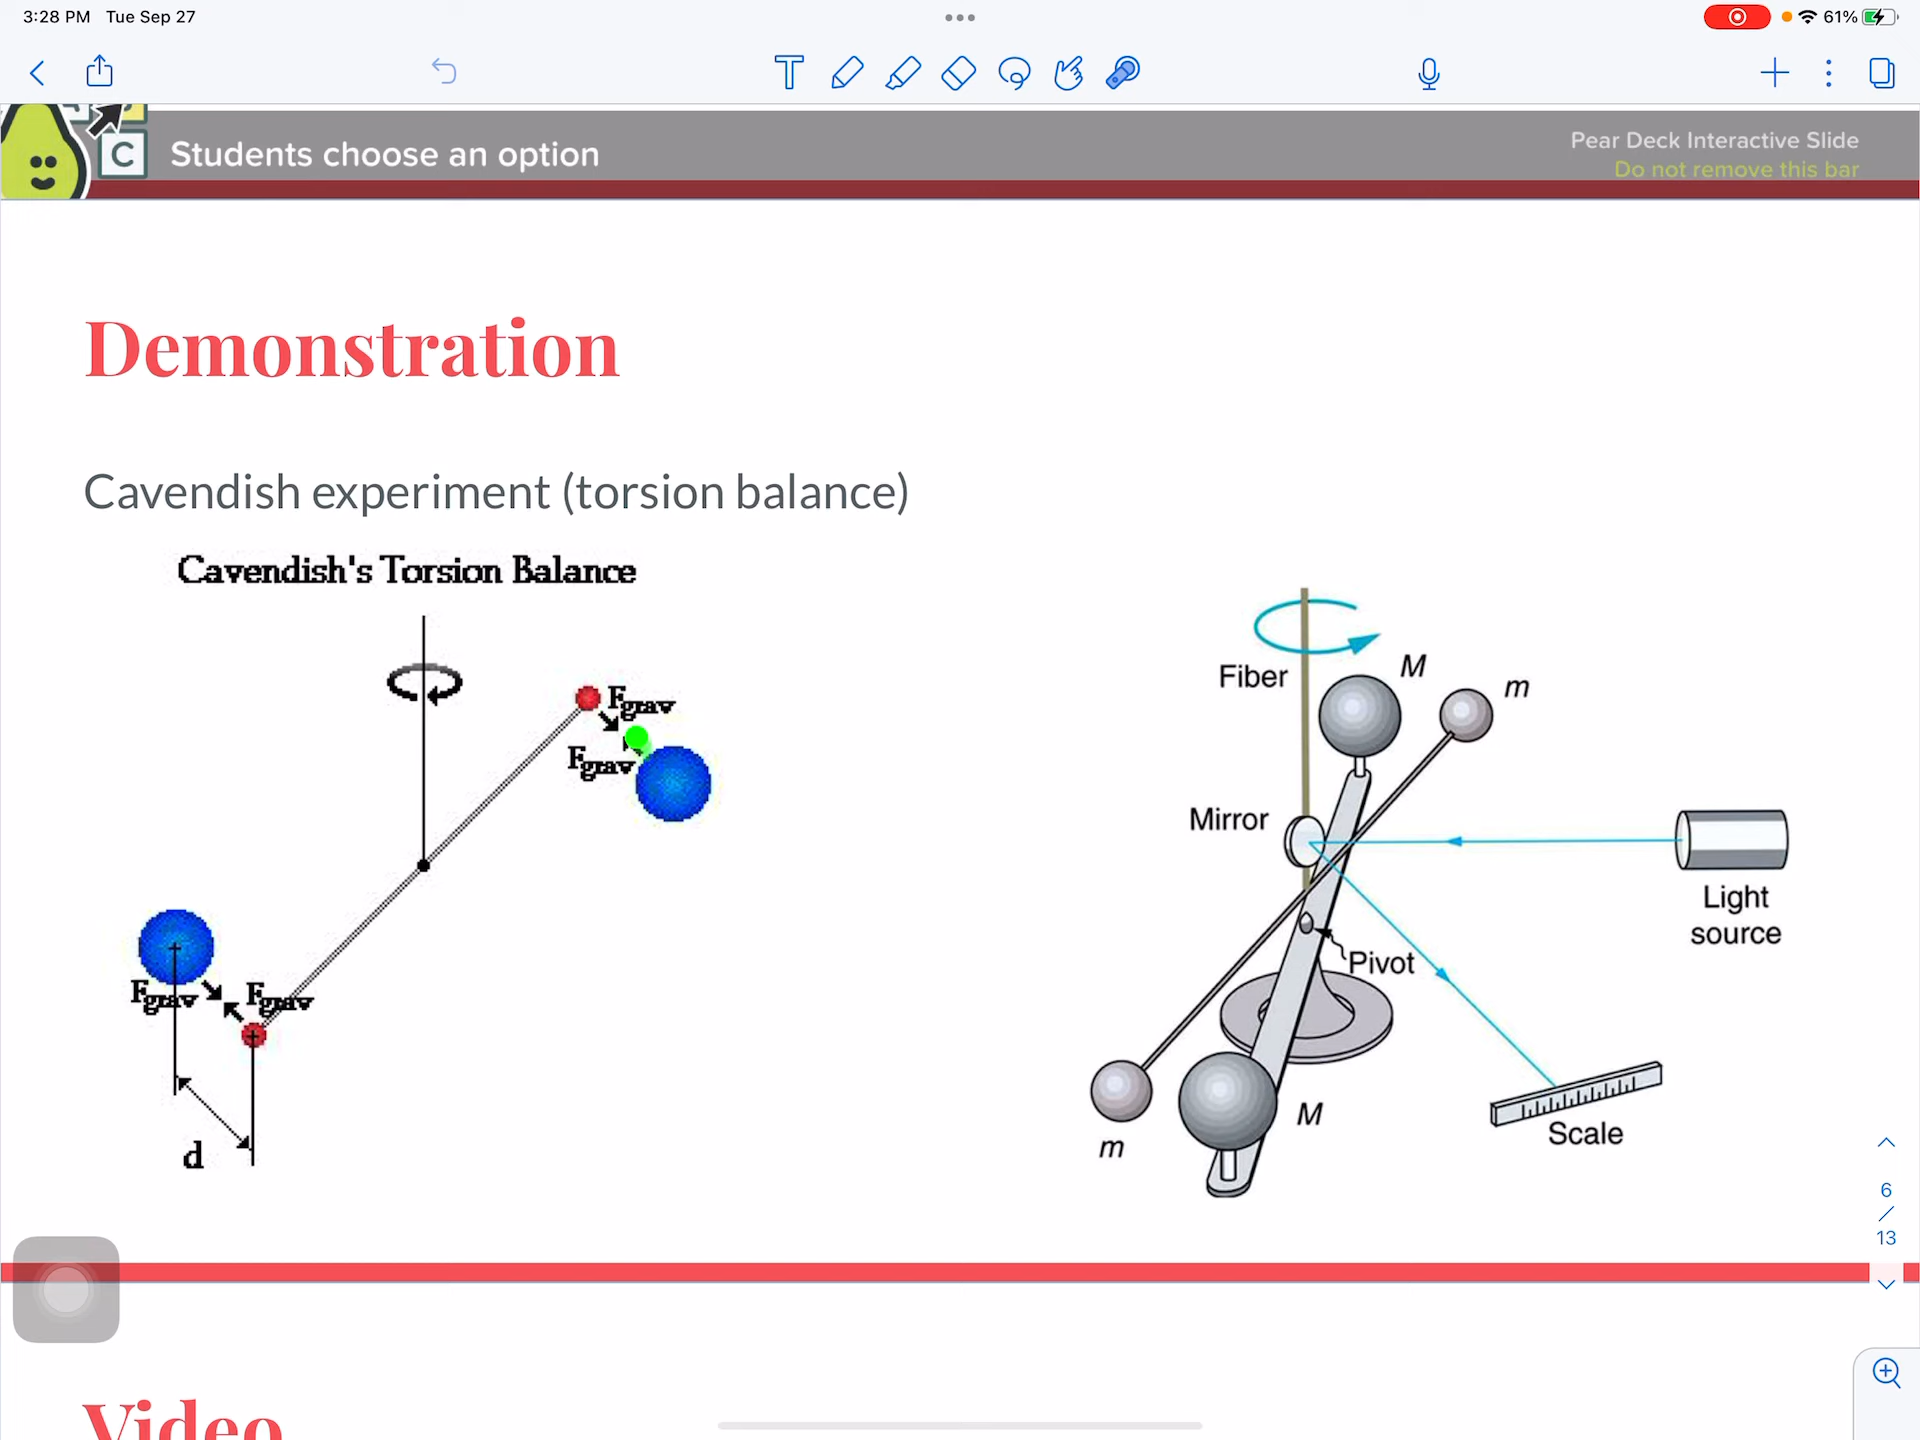 3:28 PM Tue Sep 27
61%
C
Students choose an option
Pear Deck Interactive Slide
Do not remove this bar
Demonstration
Cavendish experiment (torsion balance)
Cavendish's Torsion Balance
Fgrav
Fgrav
Fgrav
Fgrav
d
Fiber
M
m
Mirror
Light
source
Pivot
m
M
Scale
6
/
13
Video